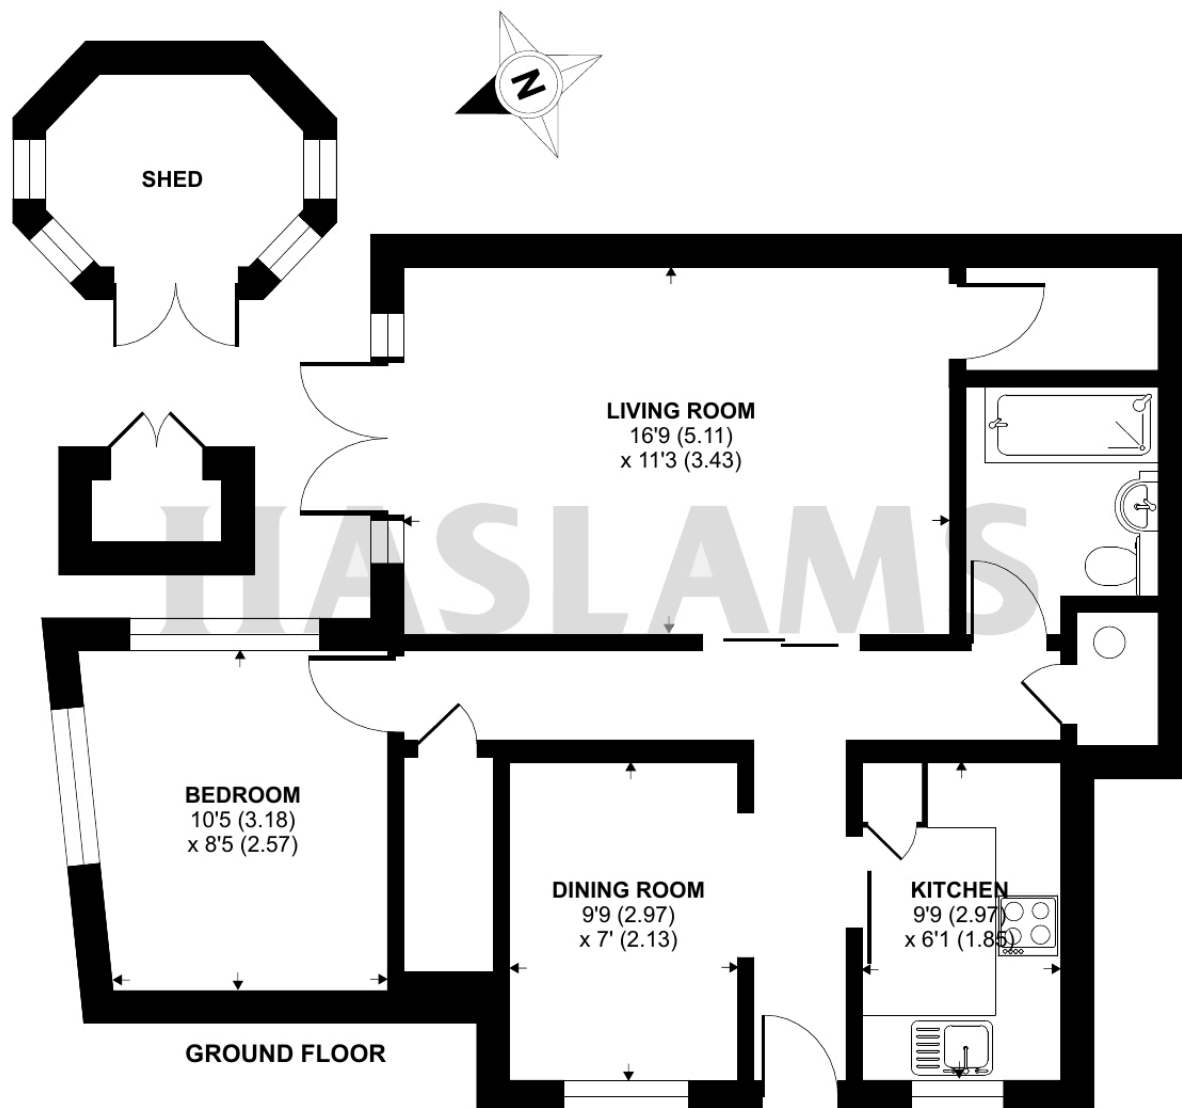 N
SHED
LIVING ROOM
16'9 (5.11)
x 11'3 (3.43)
HASLAMS
BEDROOM
10'5 (3.18)
x 8'5 (2.57)
DINING ROOM
9'9 (2.97)
x 7' (2.13)
KITCHEN
9'9 (2.97)
x 6'1 (1.85)
GROUND FLOOR